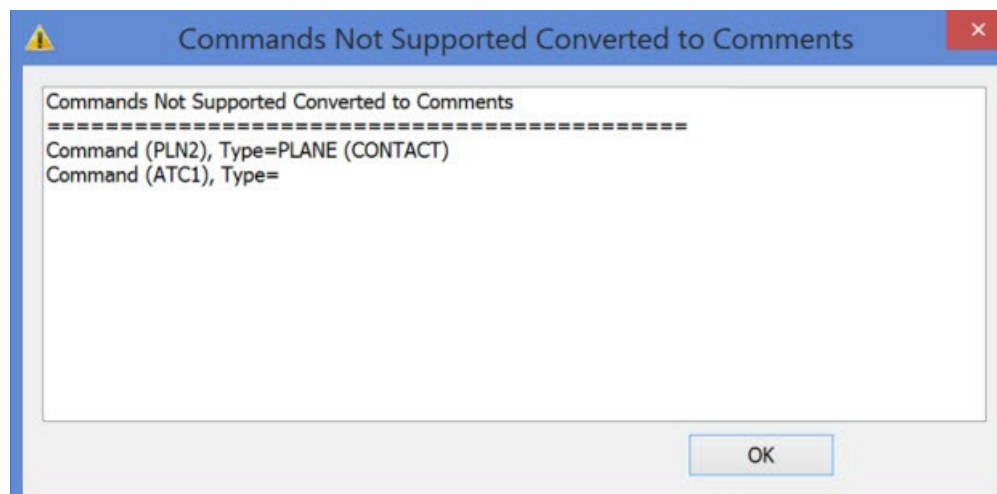 Commands Not Supported Converted to Comments
Commands Not Supported Converted to Comments
============================================
Command (PLN2), Type=PLANE (CONTACT)
Command (ATC1), Type=
OK